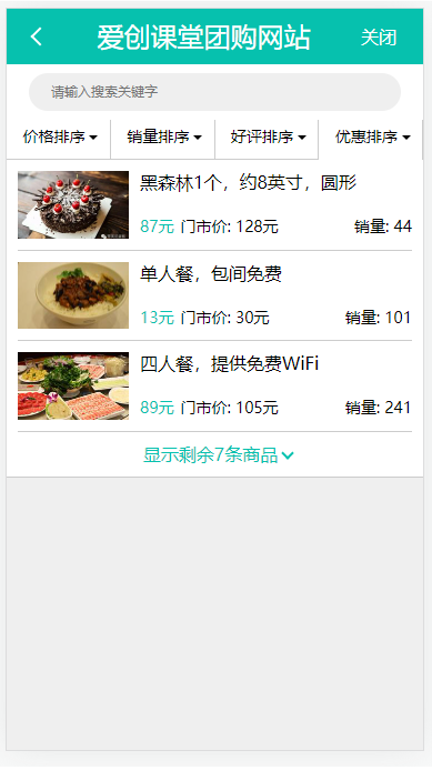 爱创课堂团购网站 关闭
请输入搜索关键字
价格排序 销量排序 好评排序 优惠排序
黑森林1个，约8英寸，圆形
87元 门市价: 128元 销量: 44
单人餐，包间免费
13元 门市价: 30元 销量: 101
四人餐，提供免费WiFi
89元 门市价: 105元 销量: 241
显示剩余7条商品